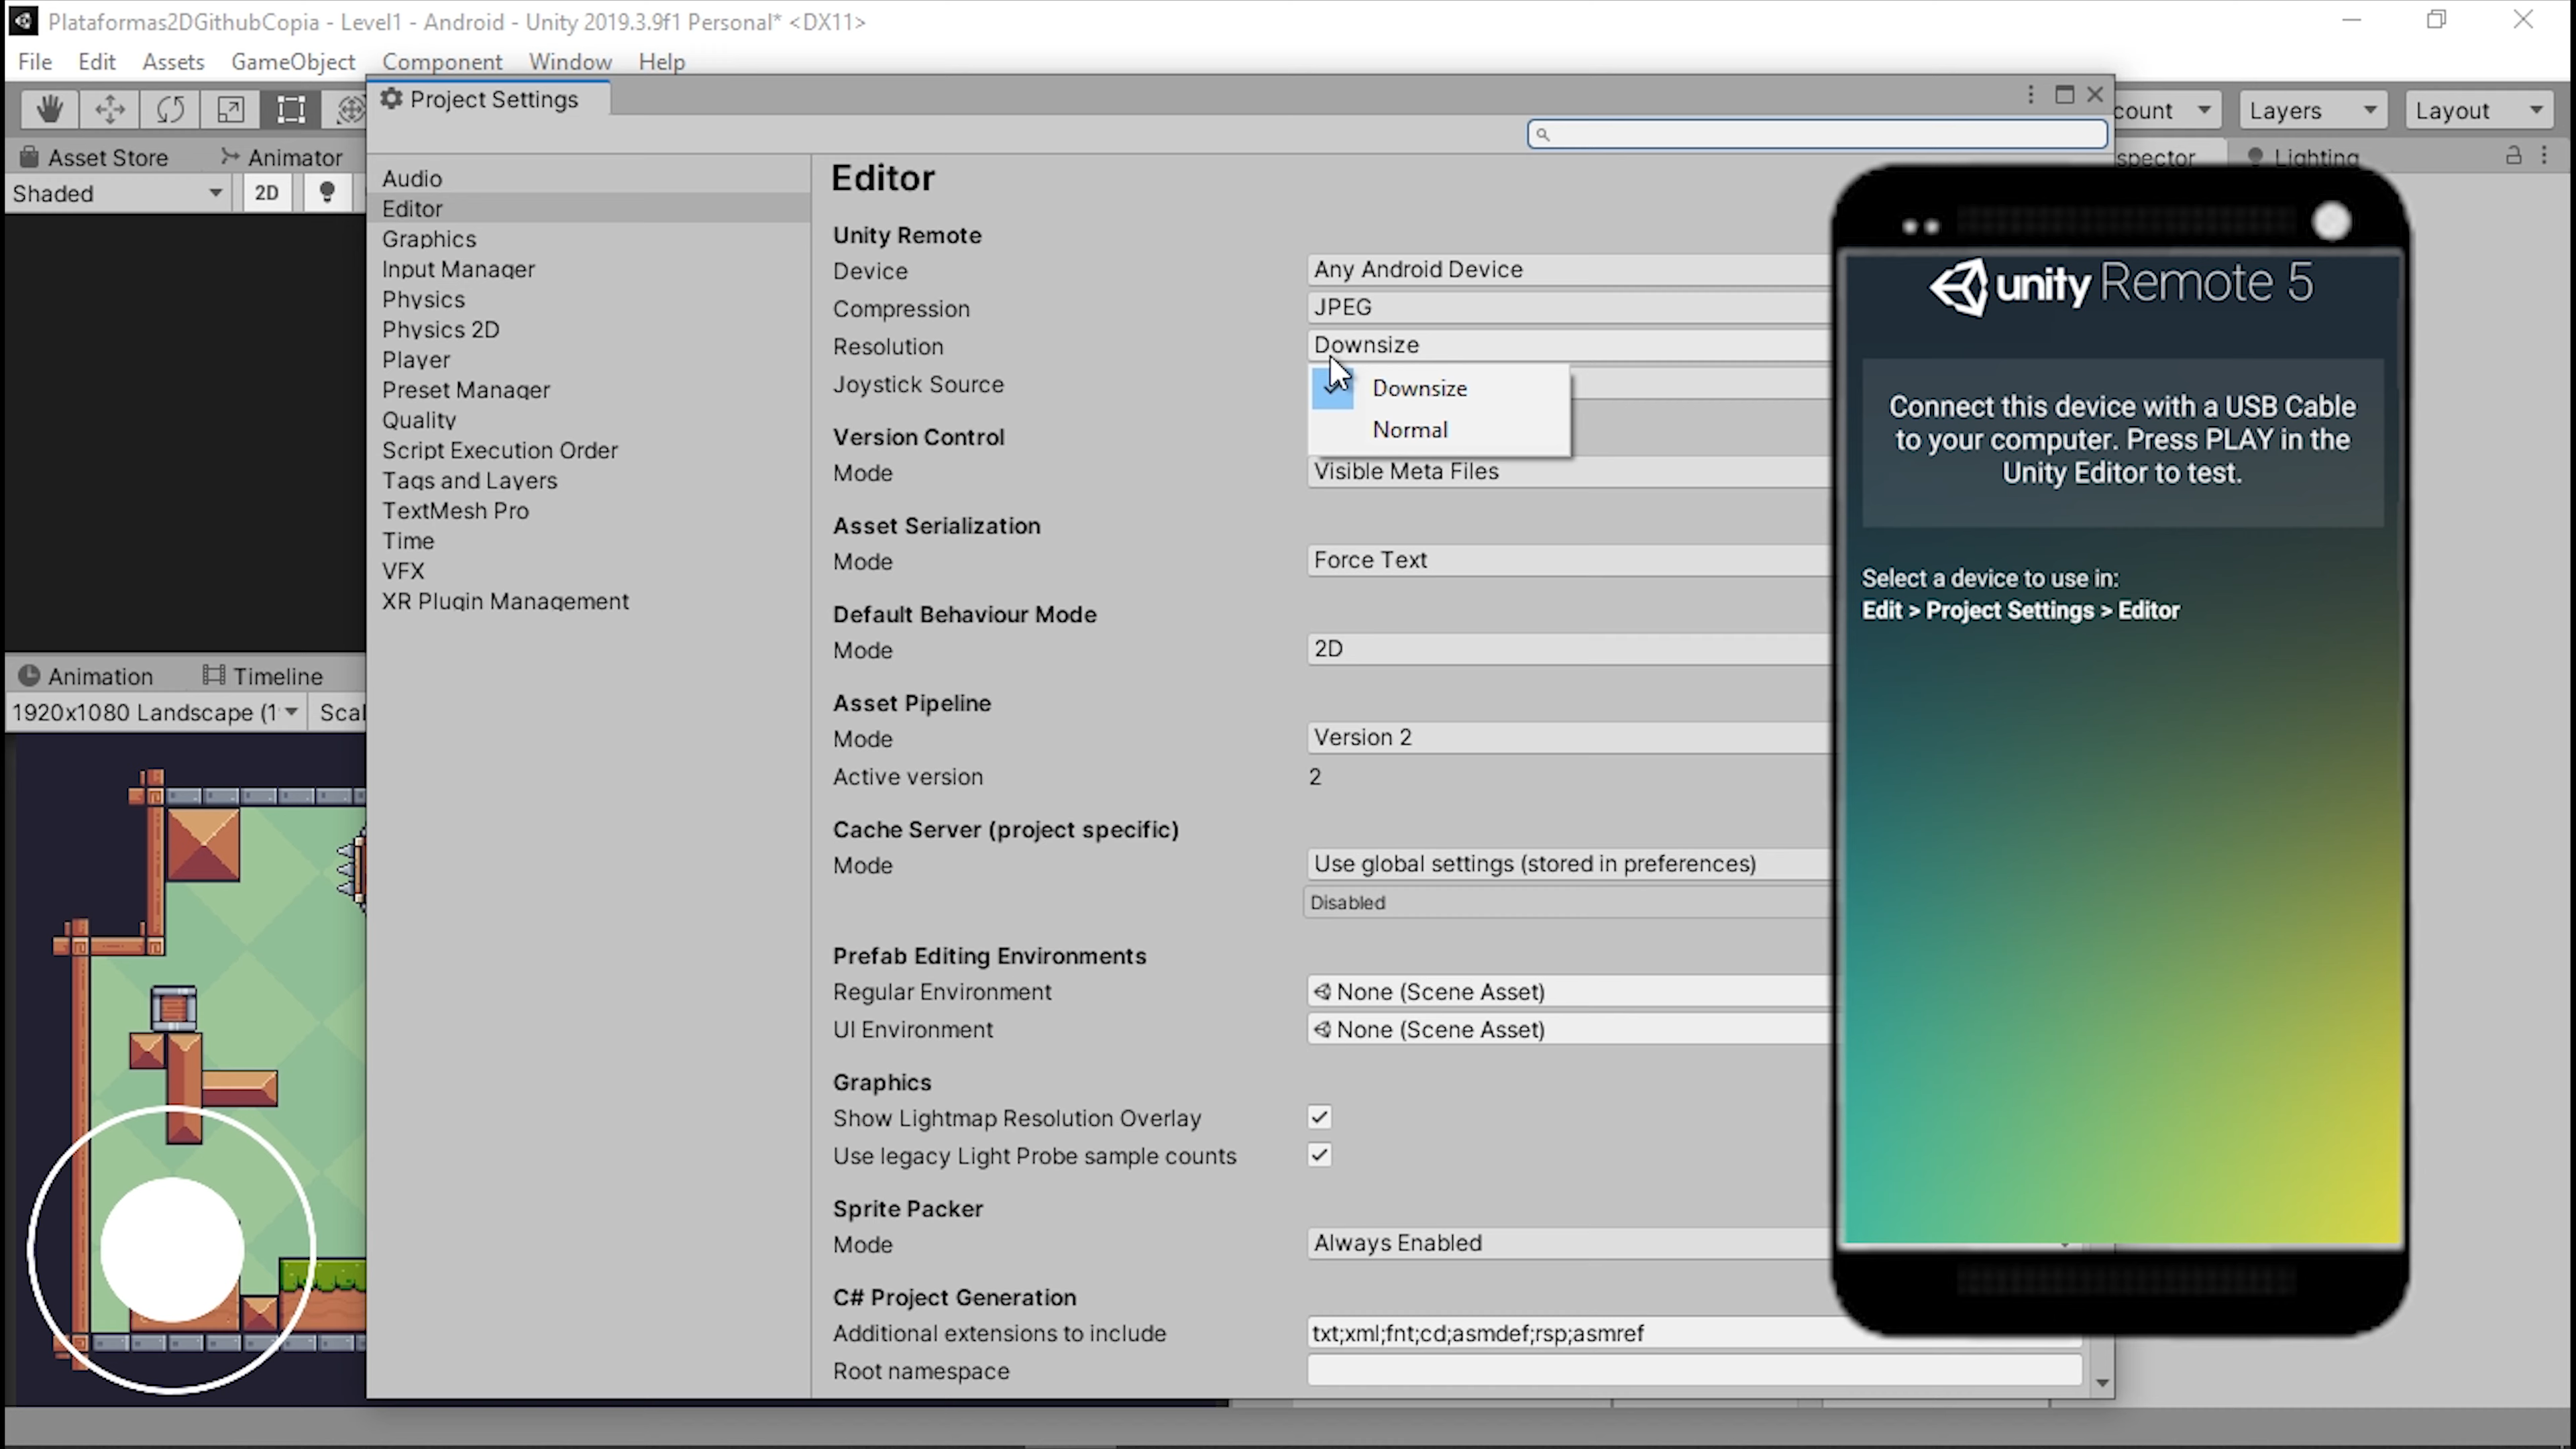 Plataformas2DGithubCopia - Level1 - Android - Unity 2019.3.9f1 Personal* <DX11>
File Edit Assets GameObject Component Window Help
Project Settings
count Layers Layout
Asset Store Animator
spector Lighting
Shaded 2D
Audio
Editor
Graphics
Input Manager
Physics
Physics 2D
Player
Preset Manager
Quality
Script Execution Order
Tags and Layers
TextMesh Pro
Time
VFX
XR Plugin Management
Editor
Unity Remote
Device Any Android Device
Compression JPEG
Resolution Downsize
Joystick Source
Downsize
Normal
Version Control
Mode Visible Meta Files
Asset Serialization
Mode Force Text
Default Behaviour Mode
Mode 2D
Asset Pipeline
Mode Version 2
Active version 2
Cache Server (project specific)
Mode Use global settings (stored in preferences)
Disabled
Prefab Editing Environments
Regular Environment None (Scene Asset)
UI Environment None (Scene Asset)
Graphics
Show Lightmap Resolution Overlay
Use legacy Light Probe sample counts
Sprite Packer
Mode Always Enabled
C# Project Generation
Additional extensions to include txt;xml;fnt;cd;asmdef;rsp;asmref
Root namespace
Animation Timeline
1920x1080 Landscape (1 Scal
unity Remote 5
Connect this device with a USB Cable
to your computer. Press PLAY in the
Unity Editor to test.
Select a device to use in:
Edit > Project Settings > Editor